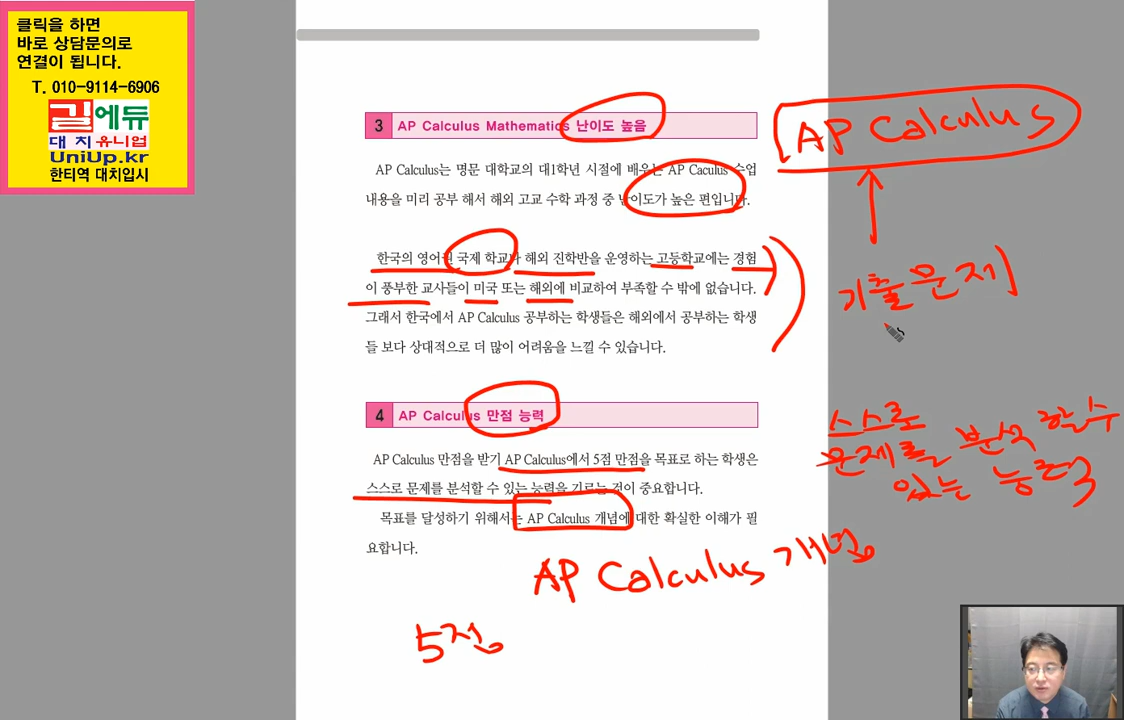 클릭을 하면
바로 상담문의로
연결이 됩니다.
T. 010-9114-6906
길에듀
대치유니업
UniUp.kr
한티역 대치입시
3 AP Calculus Mathematics 난이도 높음
AP Calculus는 명문 대학교의 대1학년 시절에 배우는 AP Caculus 수업
내용을 미리 공부 해서 해외 고교 수학 과정 중 난이도가 높은 편입니다.
한국의 영어권 국제 학교나 해외 진학반을 운영하는 고등학교에는 경험
이 풍부한 교사들이 미국 또는 해외에 비교하여 부족할 수 밖에 없습니다.
그래서 한국에서 AP Calculus 공부하는 학생들은 해외에서 공부하는 학생
들 보다 상대적으로 더 많이 어려움을 느낄 수 있습니다.
4 AP Calculus 만점 능력
AP Calculus 만점을 받기 AP Calculus에서 5점 만점을 목표로 하는 학생은
스스로 문제를 분석할 수 있는 능력을 기르는 것이 중요합니다.
목표를 달성하기 위해서는 AP Calculus 개념에 대한 확실한 이해가 필
요합니다.
AP Calculus
기출문제
스스로
문제를 분석 할 수
있는 능력
AP Calculus 개념
5점